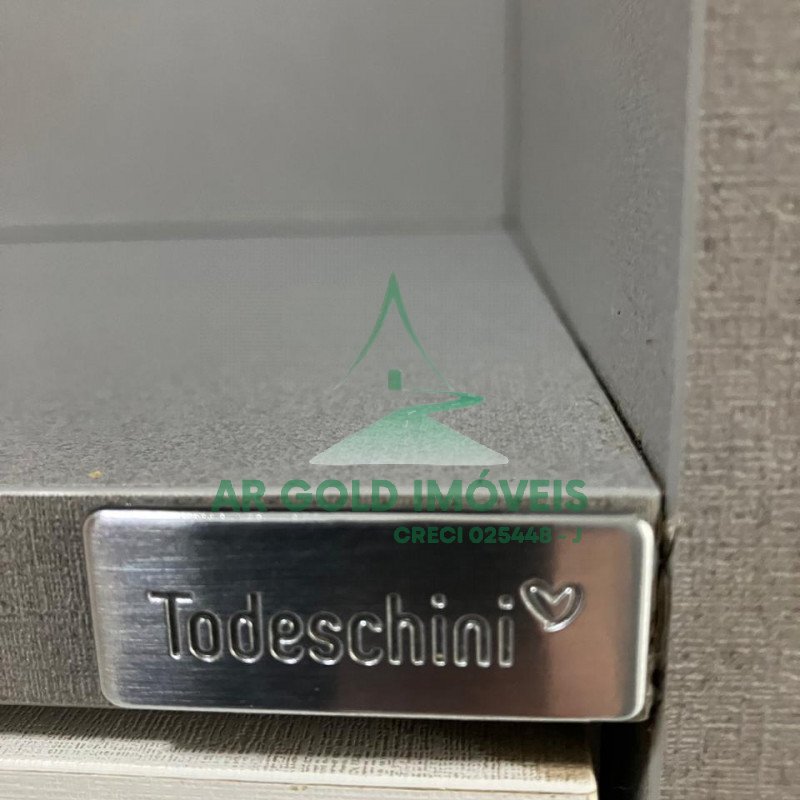 AR GOLD IMÓVEIS
CRECI 025448 - J
Todeschini